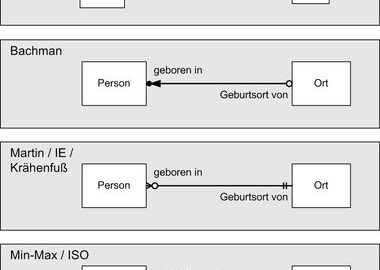 Bachman
geboren in
Person
Ort
Geburtsort von
Martin / IE /
Krähenfuß
geboren in
Person
Ort
Geburtsort von
Min-Max / ISO